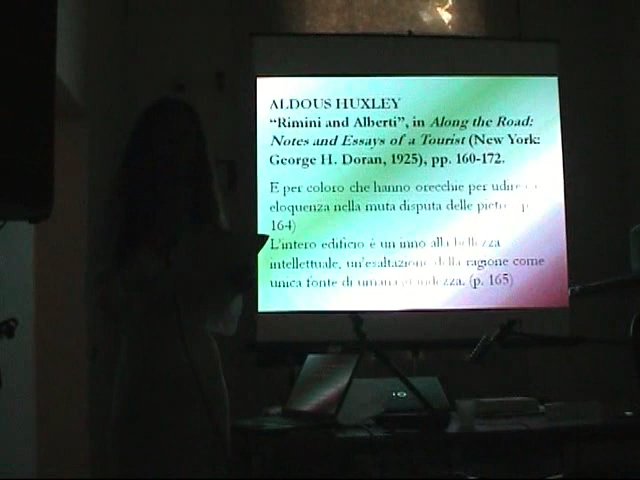 ALDOUS HUXLEY
“Rimini and Alberti”, in Along the Road:
Notes and Essays of a Tourist (New York:
George H. Doran, 1925), pp. 160-172.
E per coloro che hanno orecchie per udire
eloquenza nella muta disputa delle pietre p.
164)
L'intero edificio è un inno alla bellezza
intellettuale, un'esaltazione della ragione come
unica fonte di umana grandezza. (p. 165)